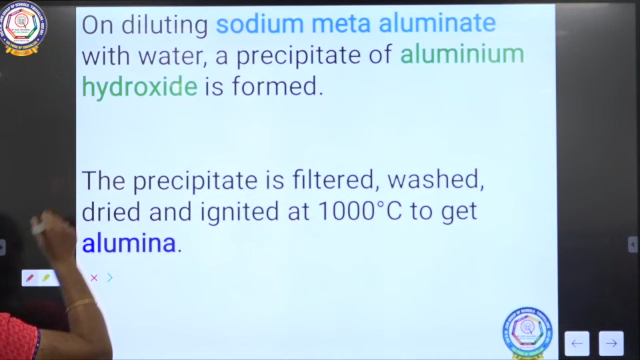 On diluting sodium meta aluminate
with water, a precipitate of aluminium
hydroxide is formed.
The precipitate is filtered, washed,
dried and ignited at 1000°C to get
alumina.